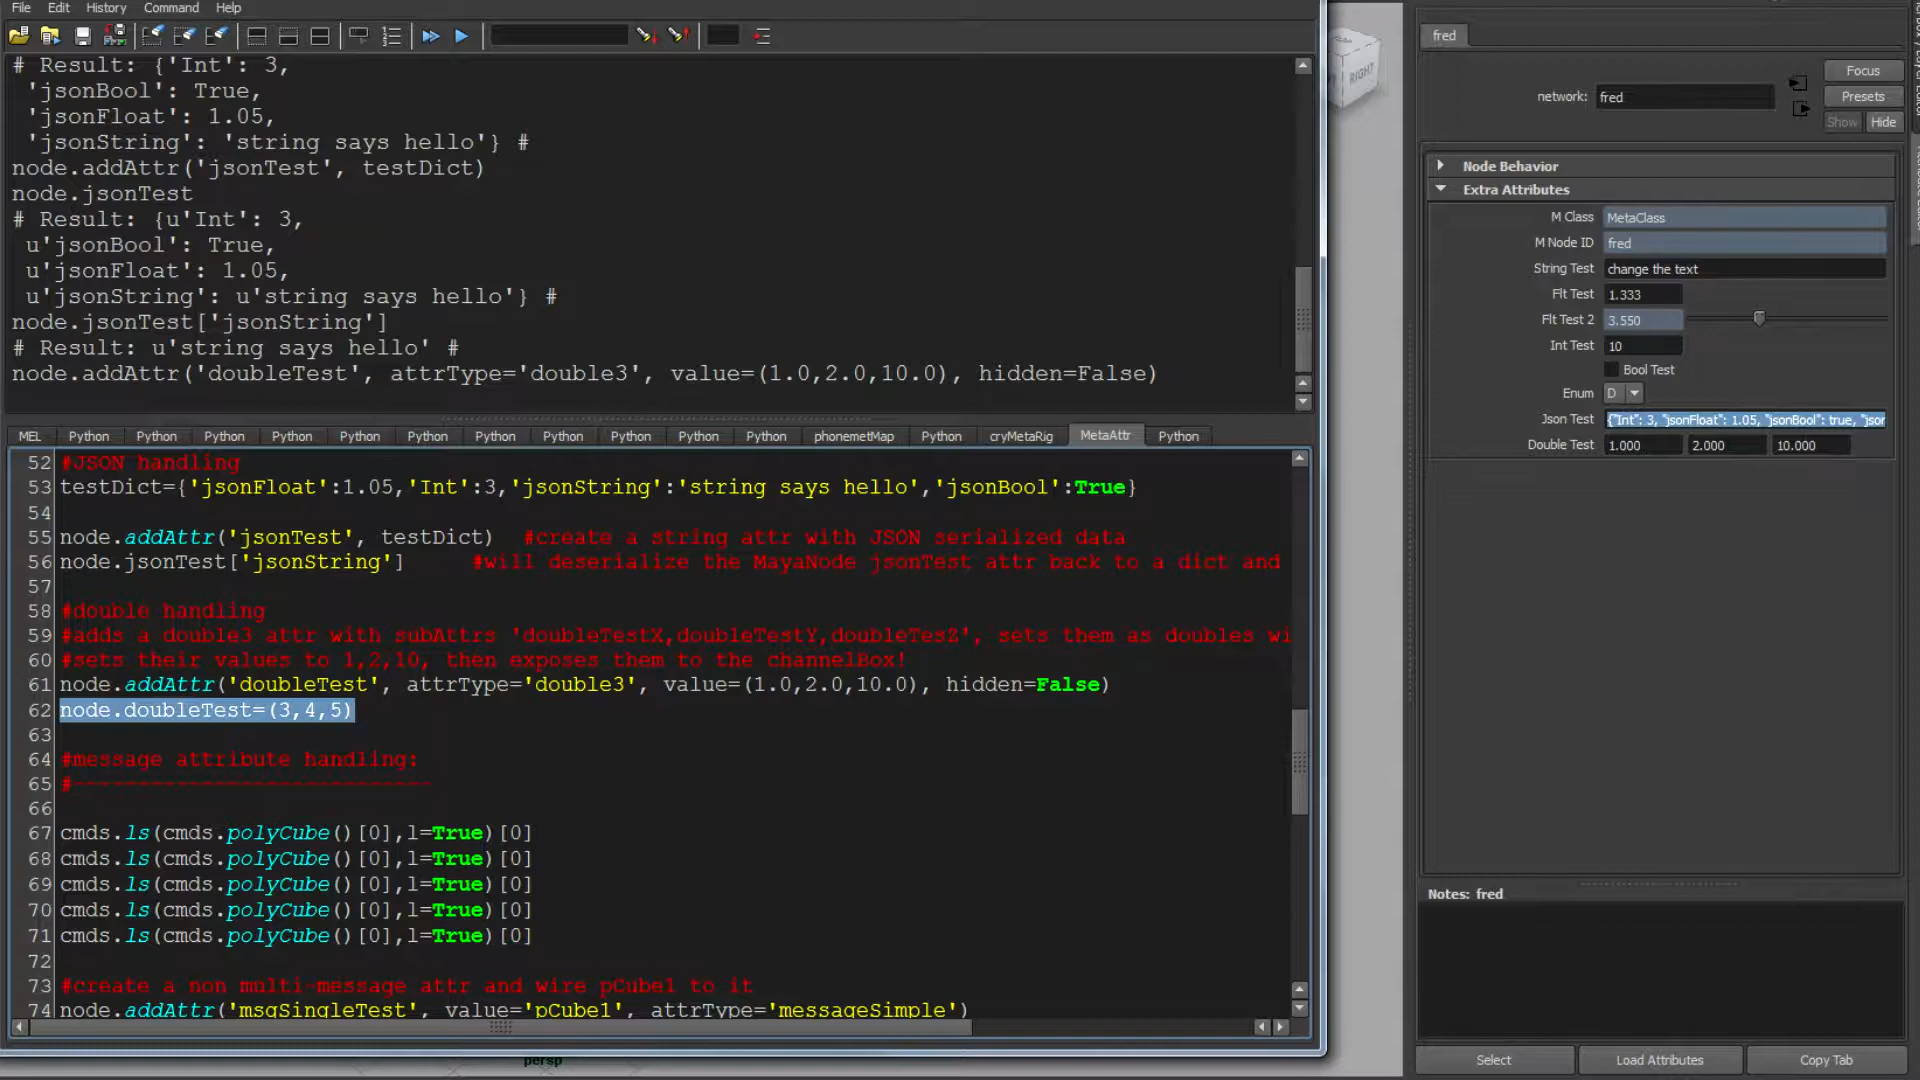 File Edit History Command Help
# Result: {'Int': 3,
'jsonBool': True,
'jsonFloat': 1.05,
'jsonString': 'string says hello'} #
node.addAttr('jsonTest', testDict)
node.jsonTest
# Result: {u'Int': 3,
u'jsonBool': True,
u'jsonFloat': 1.05,
u'jsonString': u'string says hello'} #
node.jsonTest['jsonString']
# Result: u'string says hello' #
node.addAttr('doubleTest', attrType='double3', value=(1.0,2.0,10.0), hidden=False)
MEL Python Python Python Python Python Python Python Python Python Python Python phonemetMap Python cryMetaRig MetaAttr Python
52 #JSON handling
53 testDict={'jsonFloat':1.05,'Int':3,'jsonString':'string says hello','jsonBool':True}
54
55 node.addAttr('jsonTest', testDict) #create a string attr with JSON serialized data
56 node.jsonTest['jsonString'] #will deserialize the MayaNode jsonTest attr back to a dict and
57
58 #double handling
59 #adds a double3 attr with subAttrs 'doubleTestX,doubleTestY,doubleTesZ', sets them as doubles wi
60 #sets their values to 1,2,10, then exposes them to the channelBox!
61 node.addAttr('doubleTest', attrType='double3', value=(1.0,2.0,10.0), hidden=False)
62 node.doubleTest=(3,4,5)
63
64 #message attribute handling:
65 #----------------------------
66
67 cmds.ls(cmds.polyCube()[0],l=True)[0]
68 cmds.ls(cmds.polyCube()[0],l=True)[0]
69 cmds.ls(cmds.polyCube()[0],l=True)[0]
70 cmds.ls(cmds.polyCube()[0],l=True)[0]
71 cmds.ls(cmds.polyCube()[0],l=True)[0]
72
73 #create a non multi-message attr and wire pCube1 to it
74 node.addAttr('msgSingleTest', value='pCube1', attrType='messageSimple')
persp
RIGHT
fred
network: fred
Focus
Presets
Show Hide
Node Behavior
Extra Attributes
M Class MetaClass
M Node ID fred
String Test change the text
Flt Test 1.333
Flt Test 2 3.550
Int Test 10
Bool Test
Enum D
Json Test {"Int": 3, "jsonFloat": 1.05, "jsonBool": true, "jsor
Double Test 1.000 2.000 10.000
Notes: fred
Select Load Attributes Copy Tab